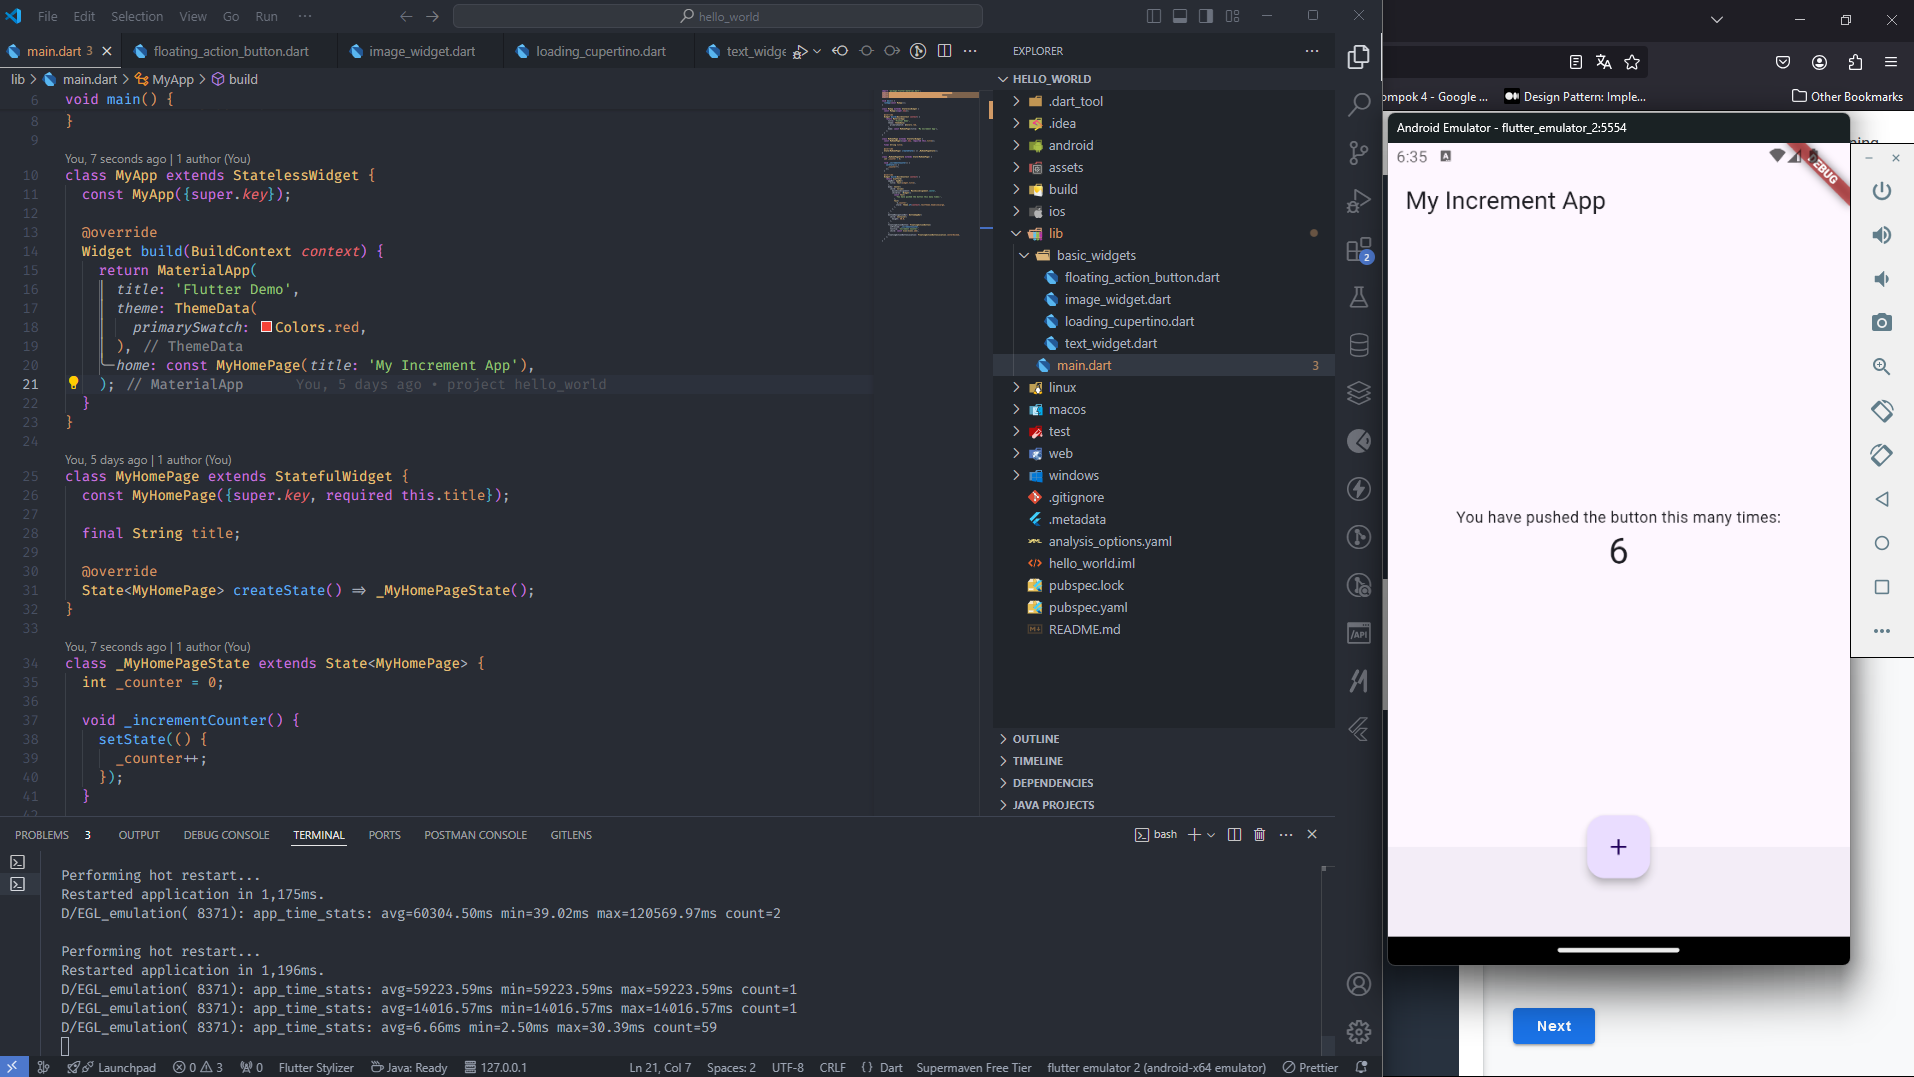 File Edit Selection View Go Run ··· hello_world
main.dart 3 floating_action_button.dart image_widget.dart loading_cupertino.dart text_widge
lib > main.dart > MyApp > build
6 void main() {
8 }
9
You, 7 seconds ago | 1 author (You)
10 class MyApp extends StatelessWidget {
11 const MyApp({super.key});
12
13 @override
14 Widget build(BuildContext context) {
15 return MaterialApp(
16 title: 'Flutter Demo',
17 theme: ThemeData(
18 primarySwatch: Colors.red,
19 ), // ThemeData
20 home: const MyHomePage(title: 'My Increment App'),
21 ); // MaterialApp You, 5 days ago • project hello_world
22 }
23 }
24
You, 5 days ago | 1 author (You)
25 class MyHomePage extends StatefulWidget {
26 const MyHomePage({super.key, required this.title});
27
28 final String title;
29
30 @override
31 State<MyHomePage> createState() => _MyHomePageState();
32 }
33
You, 7 seconds ago | 1 author (You)
34 class _MyHomePageState extends State<MyHomePage> {
35 int _counter = 0;
36
37 void _incrementCounter() {
38 setState(() {
39 _counter++;
40 });
41 }
EXPLORER ···
HELLO_WORLD
.dart_tool
.idea
android
assets
build
ios
lib
basic_widgets
floating_action_button.dart
image_widget.dart
loading_cupertino.dart
text_widget.dart
main.dart 3
linux
macos
test
web
windows
.gitignore
.metadata
analysis_options.yaml
hello_world.iml
pubspec.lock
pubspec.yaml
README.md
OUTLINE
TIMELINE
DEPENDENCIES
JAVA PROJECTS
2
/API
PROBLEMS 3 OUTPUT DEBUG CONSOLE TERMINAL PORTS POSTMAN CONSOLE GITLENS bash
Performing hot restart...
Restarted application in 1,175ms.
D/EGL_emulation( 8371): app_time_stats: avg=60304.50ms min=39.02ms max=120569.97ms count=2
Performing hot restart...
Restarted application in 1,196ms.
D/EGL_emulation( 8371): app_time_stats: avg=59223.59ms min=59223.59ms max=59223.59ms count=1
D/EGL_emulation( 8371): app_time_stats: avg=14016.57ms min=14016.57ms max=14016.57ms count=1
D/EGL_emulation( 8371): app_time_stats: avg=6.66ms min=2.50ms max=30.39ms count=59
Launchpad 0 3 0 Flutter Stylizer Java: Ready 127.0.0.1 Ln 21, Col 7 Spaces: 2 UTF-8 CRLF {} Dart Supermaven Free Tier flutter emulator 2 (android-x64 emulator) Prettier
ompok 4 - Google ... Design Pattern: Imple... Other Bookmarks
Android Emulator - flutter_emulator_2:5554
6:35 A
DEBUG
My Increment App
You have pushed the button this many times:
6
+
Next